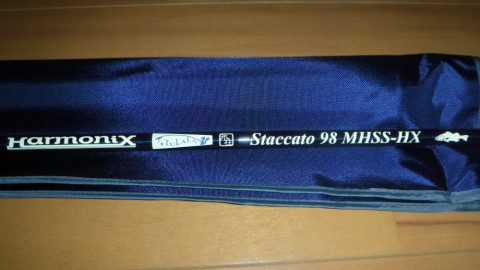 HarmoniX Staccato 98 MHSS-HX